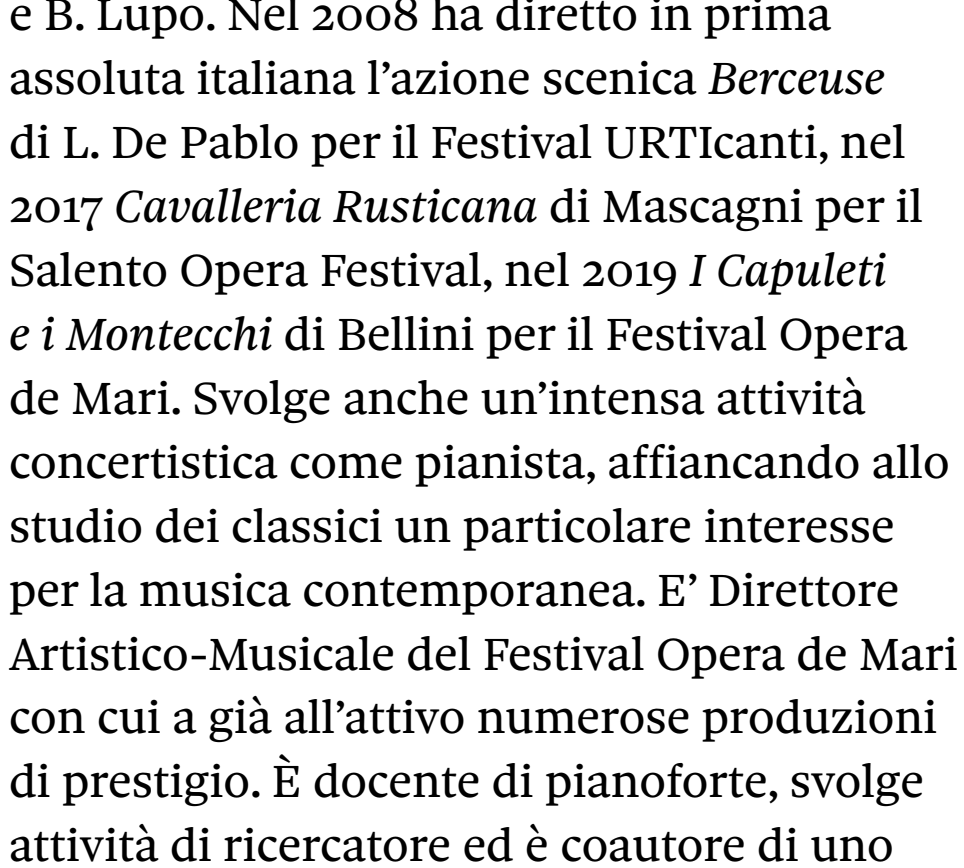 e B. Lupo. Nel 2008 ha diretto in prima
assoluta italiana l’azione scenica Berceuse
di L. De Pablo per il Festival URTIcanti, nel
2017 Cavalleria Rusticana di Mascagni per il
Salento Opera Festival, nel 2019 I Capuleti
e i Montecchi di Bellini per il Festival Opera
de Mari. Svolge anche un’intensa attività
concertistica come pianista, affiancando allo
studio dei classici un particolare interesse
per la musica contemporanea. E’ Direttore
Artistico-Musicale del Festival Opera de Mari
con cui a già all’attivo numerose produzioni
di prestigio. È docente di pianoforte, svolge
attività di ricercatore ed è coautore di uno